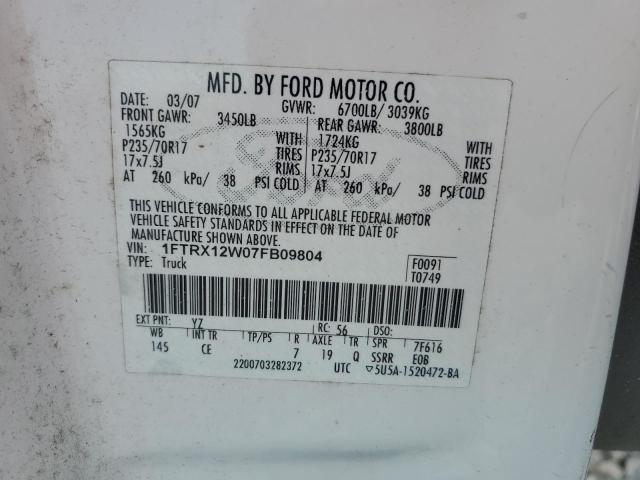 MFD. BY FORD MOTOR CO.
DATE: 03/07 GVWR: 6700LB/ 3039KG
FRONT GAWR: 3450LB REAR GAWR: 3800LB
1565KG WITH 1724KG WITH
P235/70R17 TIRES P235/70R17 TIRES
17x7.5J RIMS 17x7.5J RIMS
AT 260 kPa/ 38 PSI COLD AT 260 kPa/ 38 PSI COLD
Ford
THIS VEHICLE CONFORMS TO ALL APPLICABLE FEDERAL MOTOR
VEHICLE SAFETY STANDARDS IN EFFECT ON THE DATE OF
MANUFACTURE SHOWN ABOVE.
VIN: 1FTRX12W07FB09804
TYPE: Truck
F0091
T0749
EXT PNT: YZ RC: 56 DSO:
WB INT TR TP/PS R AXLE TR SPR 7F616
145 CE 7 19 Q SSRR E0B
2200703282372 UTC ▽5U5A-1520472-BA